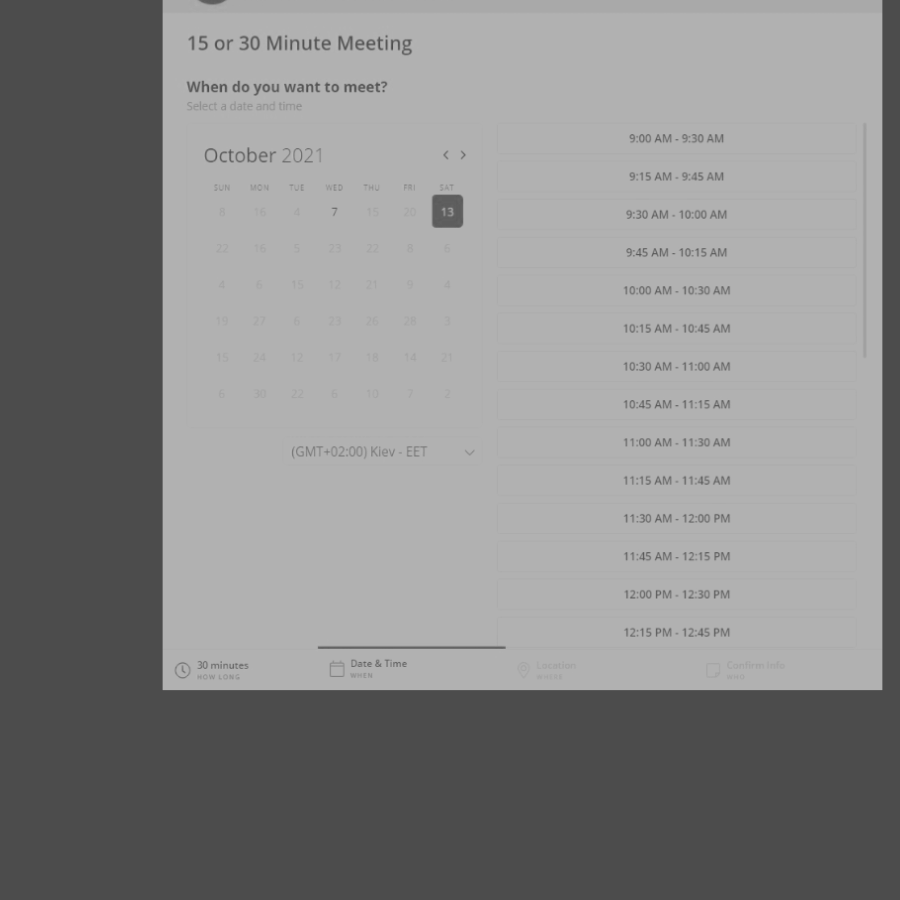 15 or 30 Minute Meeting
When do you want to meet?
Select a date and time
October 2021
SUN MON TUE WED THU FRI SAT
8 16 4 7 15 20 13
22 16 5 23 22 8 6
4 6 15 12 21 5 4
19 27 6 23 26 28 3
15 24 12 17 18 14 21
6 30 22 6 10 7 2
(GMT+02:00) Kiev - EET
9:00 AM - 9:30 AM
9:15 AM - 9:45 AM
9:30 AM - 10:00 AM
9:45 AM - 10:15 AM
10:00 AM - 10:30 AM
10:15 AM - 10:45 AM
10:30 AM - 11:00 AM
10:45 AM - 11:15 AM
11:00 AM - 11:30 AM
11:15 AM - 11:45 AM
11:30 AM - 12:00 PM
11:45 AM - 12:15 PM
12:00 PM - 12:30 PM
12:15 PM - 12:45 PM
30 minutes
HOW LONG
Date & Time
WHEN
Location
WHERE
Confirm Info
WHO